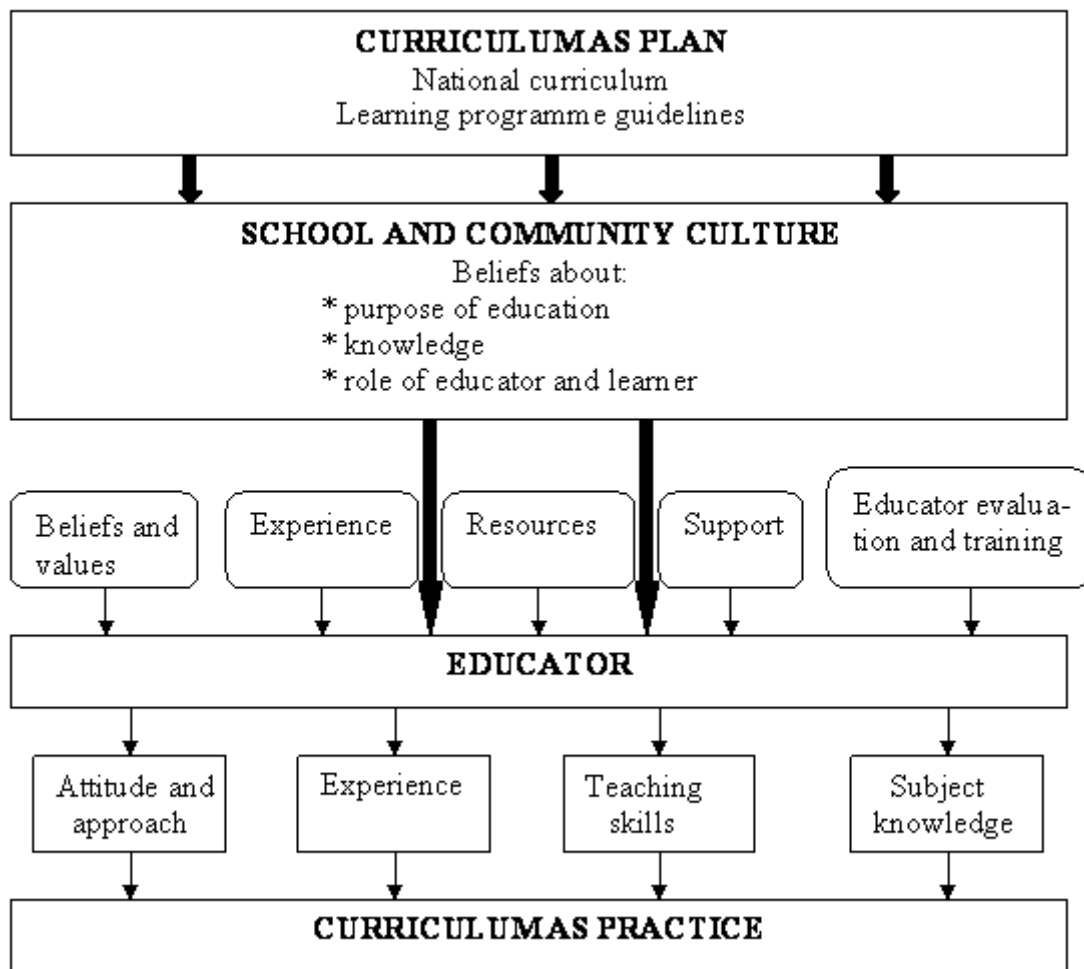 CURRICULUMAS PLAN
National curriculum
Learning programme guidelines
SCHOOL AND COMMUNITY CULTURE
Beliefs about:
* purpose of education
* knowledge
* role of educator and learner
Beliefs and
values
Experience
Resources
Support
Educator evalua-
tion and training
EDUCATOR
Attitude and
approach
Experience
Teaching
skills
Subject
knowledge
CURRICULUMAS PRACTICE